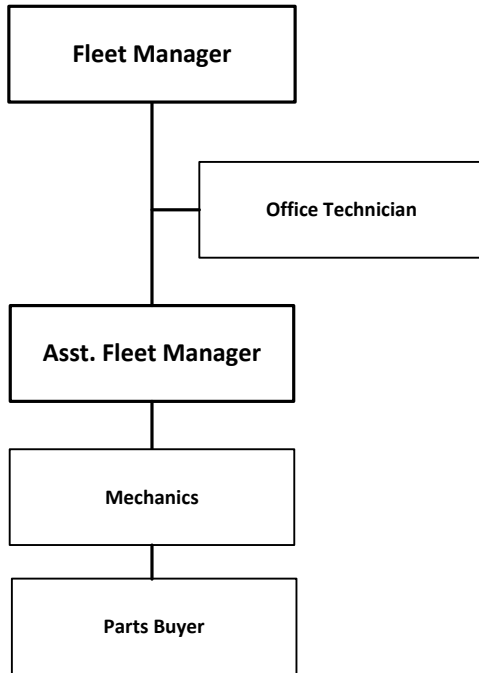 Fleet Manager
Office Technician
Asst. Fleet Manager
Mechanics
Parts Buyer